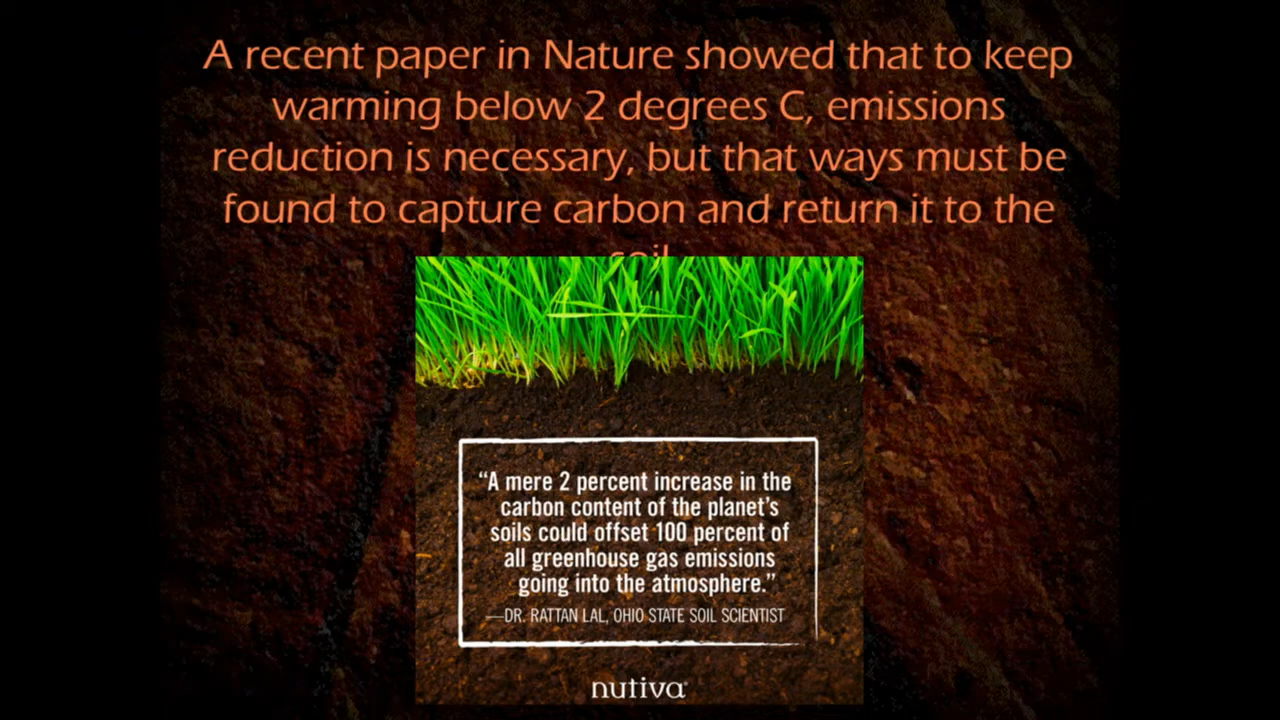 A recent paper in Nature showed that to keep
warming below 2 degrees C, emissions
reduction is necessary, but that ways must be
found to capture carbon and return it to the
soil
“A mere 2 percent increase in the
carbon content of the planet’s
soils could offset 100 percent of
all greenhouse gas emissions
going into the atmosphere.”
—DR. RATTAN LAL, OHIO STATE SOIL SCIENTIST
nutiva®